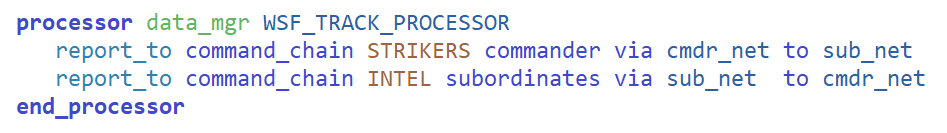 processor data_mgr WSF_TRACK_PROCESSOR
   report_to command_chain STRIKERS commander via cmdr_net to sub_net
   report_to command_chain INTEL subordinates via sub_net  to cmdr_net
end_processor